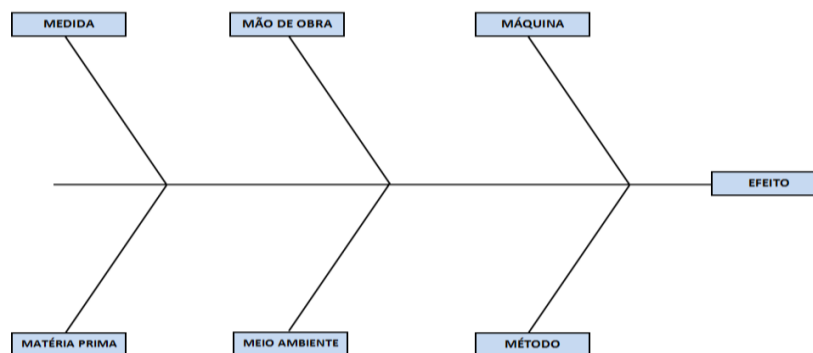 MEDIDA
MÃO DE OBRA
MÁQUINA
EFEITO
MATÉRIA PRIMA
MEIO AMBIENTE
MÉTODO